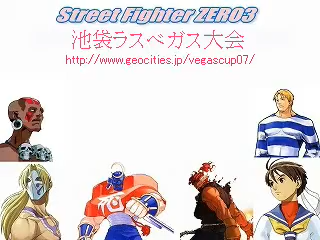 Street Fighter ZERO3
池袋ラスベガス大会
http://www.geocities.jp/vegascup07/